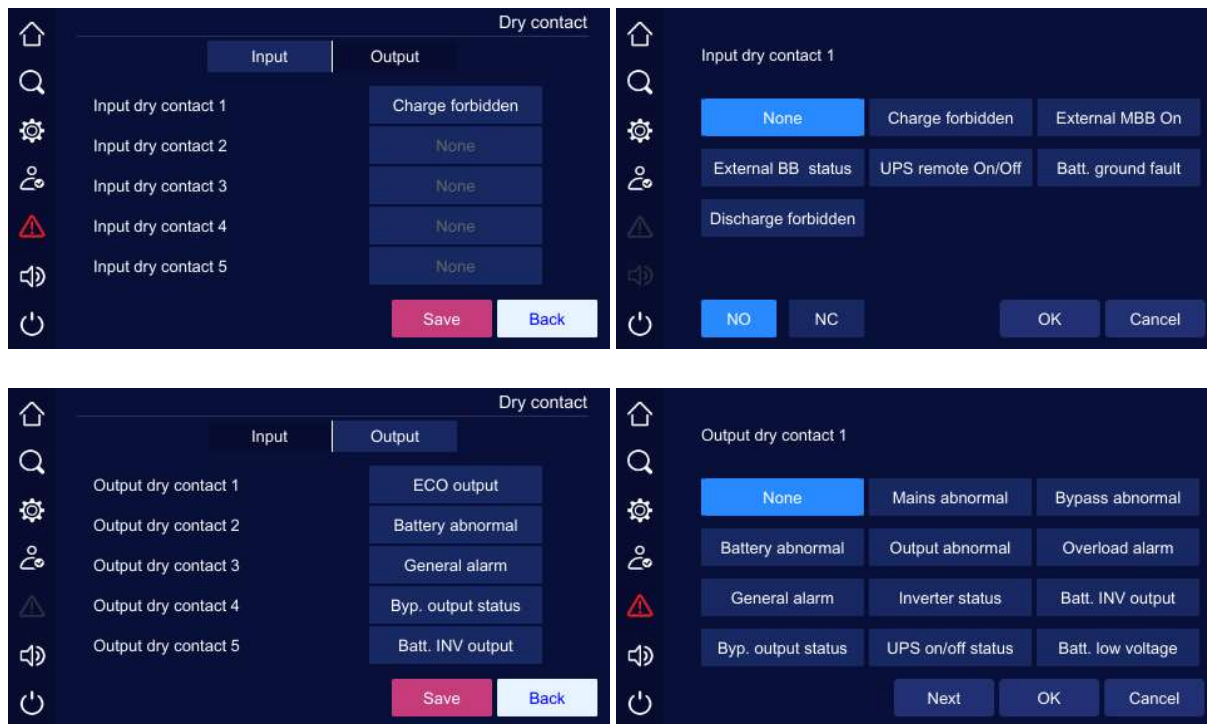 Dry contact
Input Output
Input dry contact 1 Charge forbidden
Input dry contact 2 None
Input dry contact 3 None
Input dry contact 4 None
Input dry contact 5 None
Save Back
Input dry contact 1
None Charge forbidden External MBB On
External BB status UPS remote On/Off Batt. ground fault
Discharge forbidden
NO NC OK Cancel
Dry contact
Input Output
Output dry contact 1 ECO output
Output dry contact 2 Battery abnormal
Output dry contact 3 General alarm
Output dry contact 4 Byp. output status
Output dry contact 5 Batt. INV output
Save Back
Output dry contact 1
None Mains abnormal Bypass abnormal
Battery abnormal Output abnormal Overload alarm
General alarm Inverter status Batt. INV output
Byp. output status UPS on/off status Batt. low voltage
Next OK Cancel